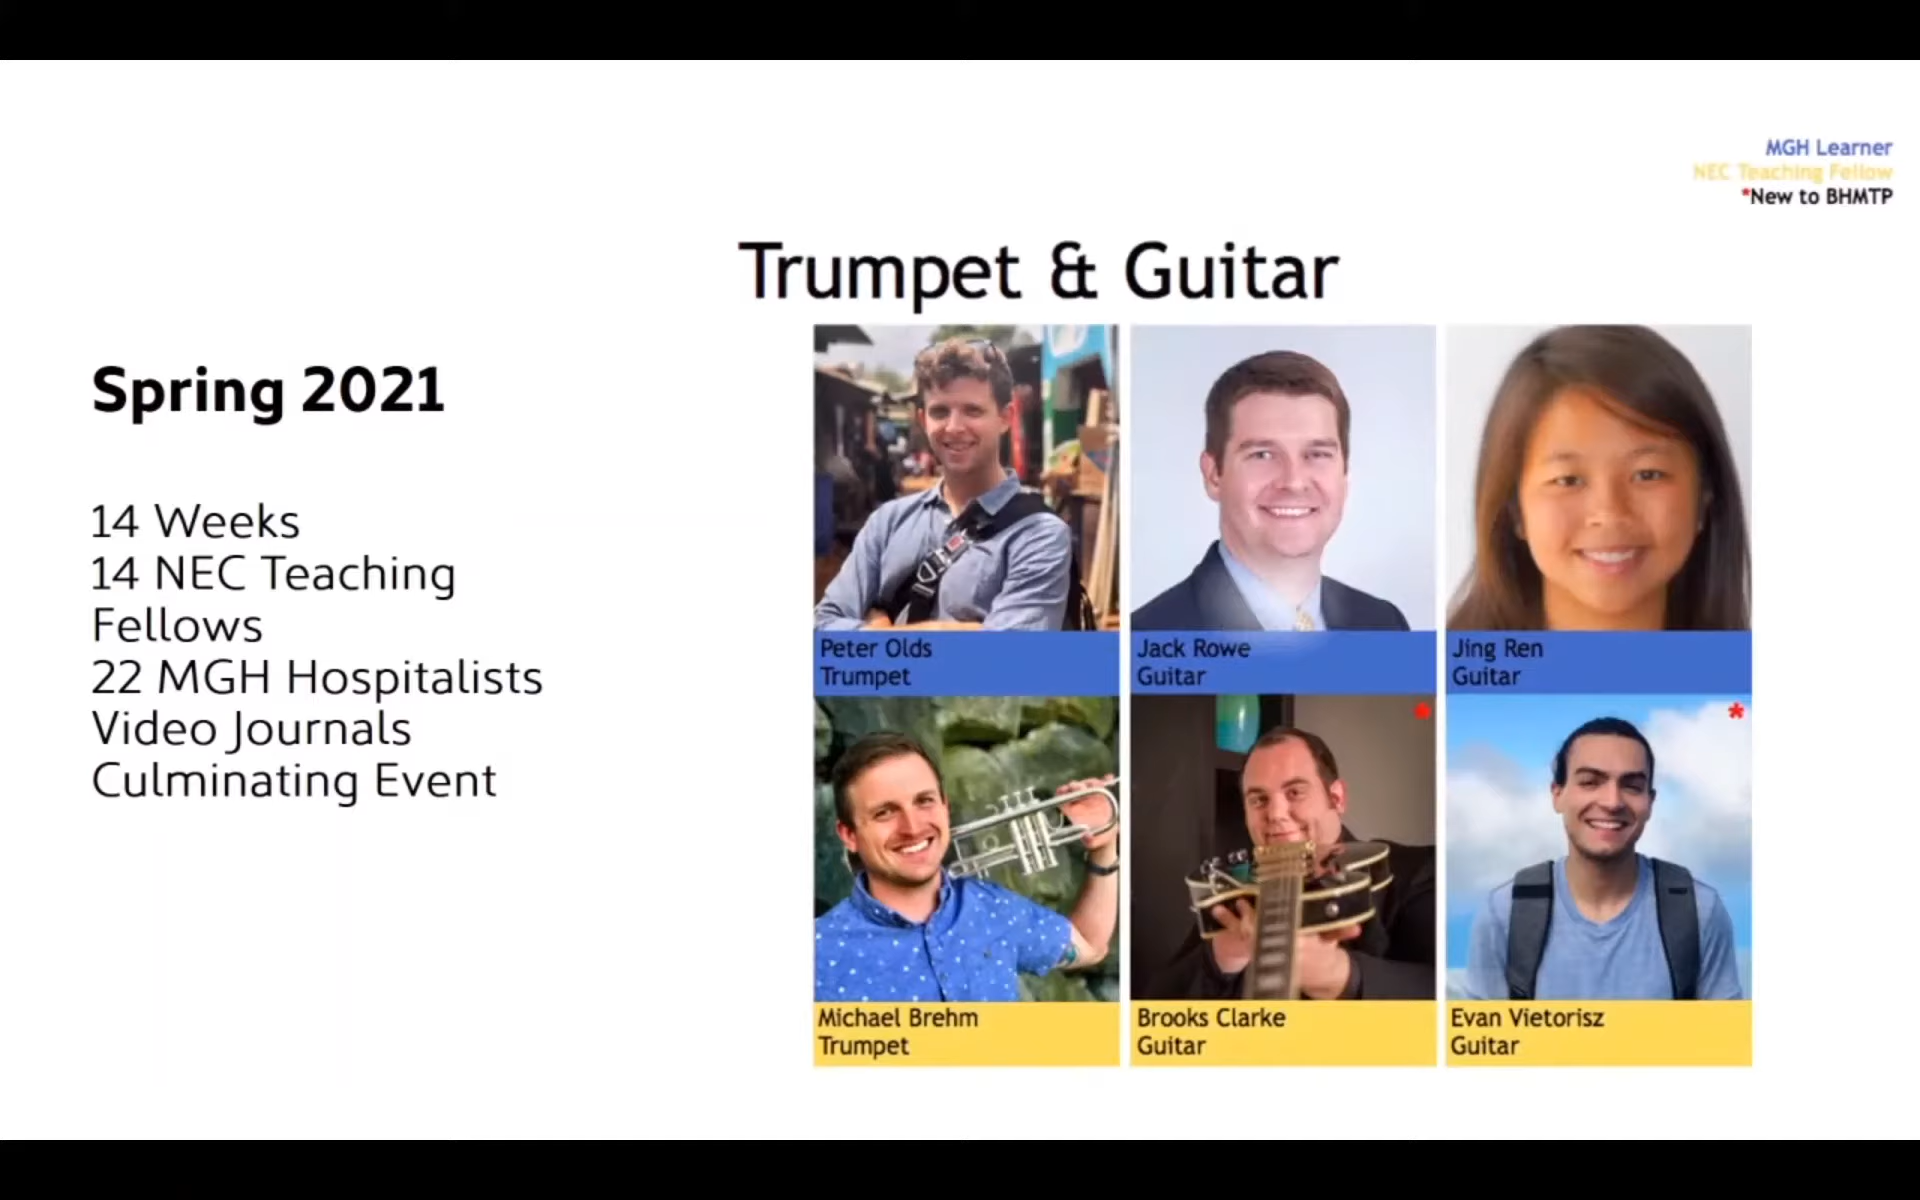 MGH Learner
NEC Teaching Fellow
*New to BHMTP
Trumpet & Guitar
Spring 2021
14 Weeks
14 NEC Teaching
Fellows
22 MGH Hospitalists
Video Journals
Culminating Event
Peter Olds
Trumpet
Jack Rowe
Guitar
Jing Ren
Guitar
*
*
Michael Brehm
Trumpet
Brooks Clarke
Guitar
Evan Vietorisz
Guitar